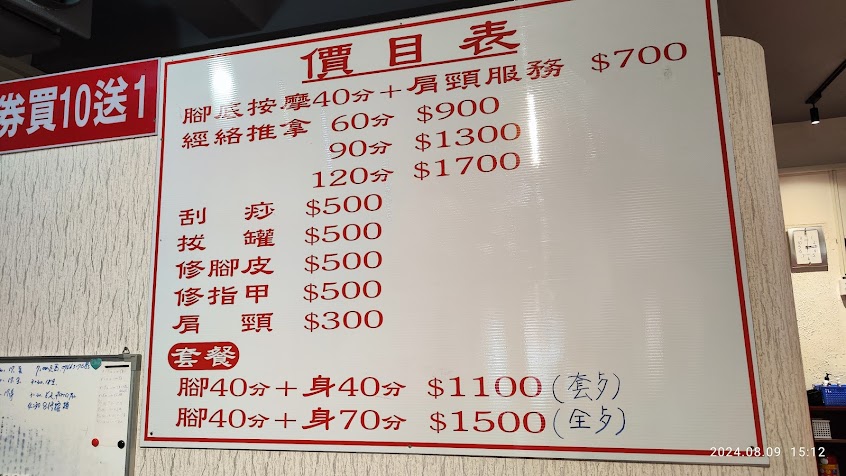 價目表
券買10送1
腳底按摩40分+肩頸服務 $700
經絡推拿 60分 $900
90分 $1300
120分 $1700
刮 痧 $500
拔 罐 $500
修腳皮 $500
修指甲 $500
肩 頸 $300
套餐
腳40分+身40分 $1100(套歺)
腳40分+身70分 $1500(全歺)
2024.08.09 15:12